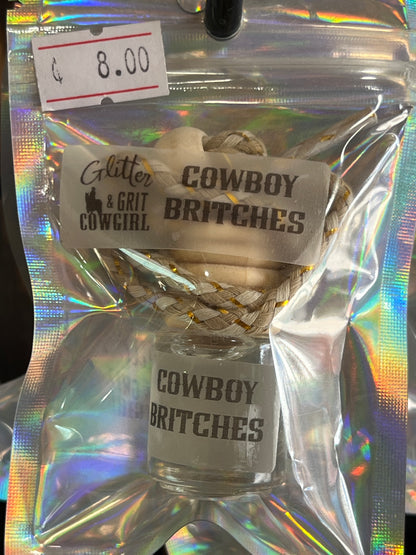 ¢ 8.00
Glitter
& GRIT
COWGIRL
COWBOY
BRITCHES
COWBOY
BRITCHES